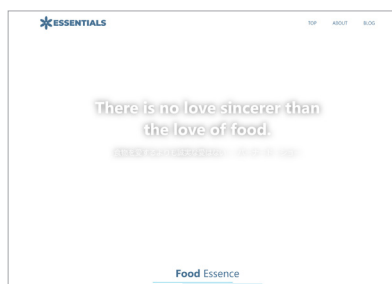 ESSENTIALS
TOP ABOUT BLOG
There is no love sincerer than
the love of food.
Food Essence